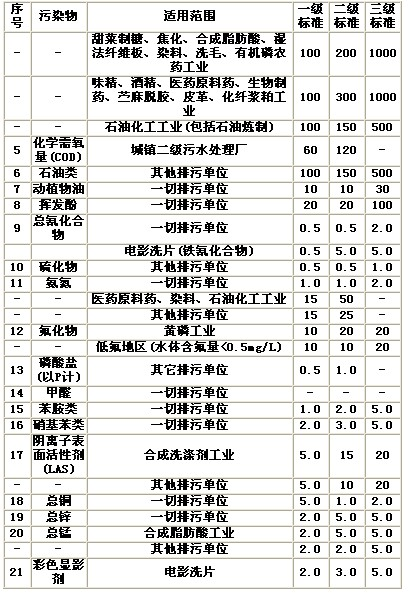 序号 污染物 适用范围 一级标准 二级标准 三级标准
- - 甜菜制糖、焦化、合成脂肪酸、湿法纤维板、染料、洗毛、有机磷农药工业 100 200 1000
- - 味精、酒精、医药原料药、生物制药、苎麻脱胶、皮革、化纤浆粕工业 100 300 1000
- - 石油化工工业(包括石油炼制) 100 150 500
5 化学需氧量(COD) 城镇二级污水处理厂 60 120 -
6 石油类 其他排污单位 100 150 500
7 动植物油 一切排污单位 10 10 30
8 挥发酚 一切排污单位 20 20 100
9 总氰化合物 一切排污单位 0.5 0.5 2.0
电影洗片(铁氰化合物) 0.5 5.0 5.0
10 硫化物 其他排污单位 0.5 0.5 1.0
11 氨氮 一切排污单位 1.0 1.0 2.0
- - 医药原料药、染料、石油化工工业 15 50 -
- - 其他排污单位 15 25 -
12 氟化物 黄磷工业 10 20 20
- - 低氟地区(水体含氟量<0.5mg/L) 10 10 20
13 磷酸盐(以P计) 其它排污单位 0.5 1.0 -
14 甲醛 一切排污单位 - - -
15 苯胺类 一切排污单位 1.0 2.0 5.0
16 硝基苯类 一切排污单位 2.0 3.0 5.0
17 阴离子表面活性剂(LAS) 合成洗涤剂工业 5.0 15 20
- - 其他排污单位 5.0 10 20
18 总铜 一切排污单位 5.0 1.0 2.0
19 总锌 一切排污单位 2.0 5.0 5.0
20 总锰 合成脂肪酸工业 2.0 5.0 5.0
- - 其他排污单位 2.0 2.0 5.0
21 彩色显影剂 电影洗片 2.0 3.0 5.0